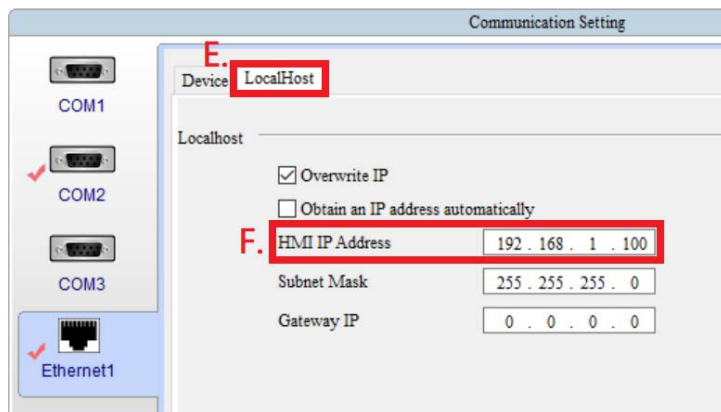 Communication Setting
E.
Device LocalHost
COM1
Localhost
Overwrite IP
COM2
Obtain an IP address automatically
F. HMI IP Address 192 . 168 . 1 . 100
COM3
Subnet Mask 255 . 255 . 255 . 0
Gateway IP 0 . 0 . 0 . 0
Ethernet1